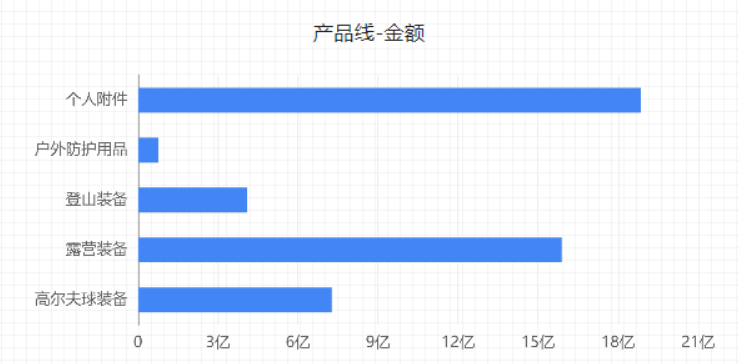 产品线-金额
个人附件
户外防护用品
登山装备
露营装备
高尔夫球装备
0 3亿 6亿 9亿 12亿 15亿 18亿 21亿